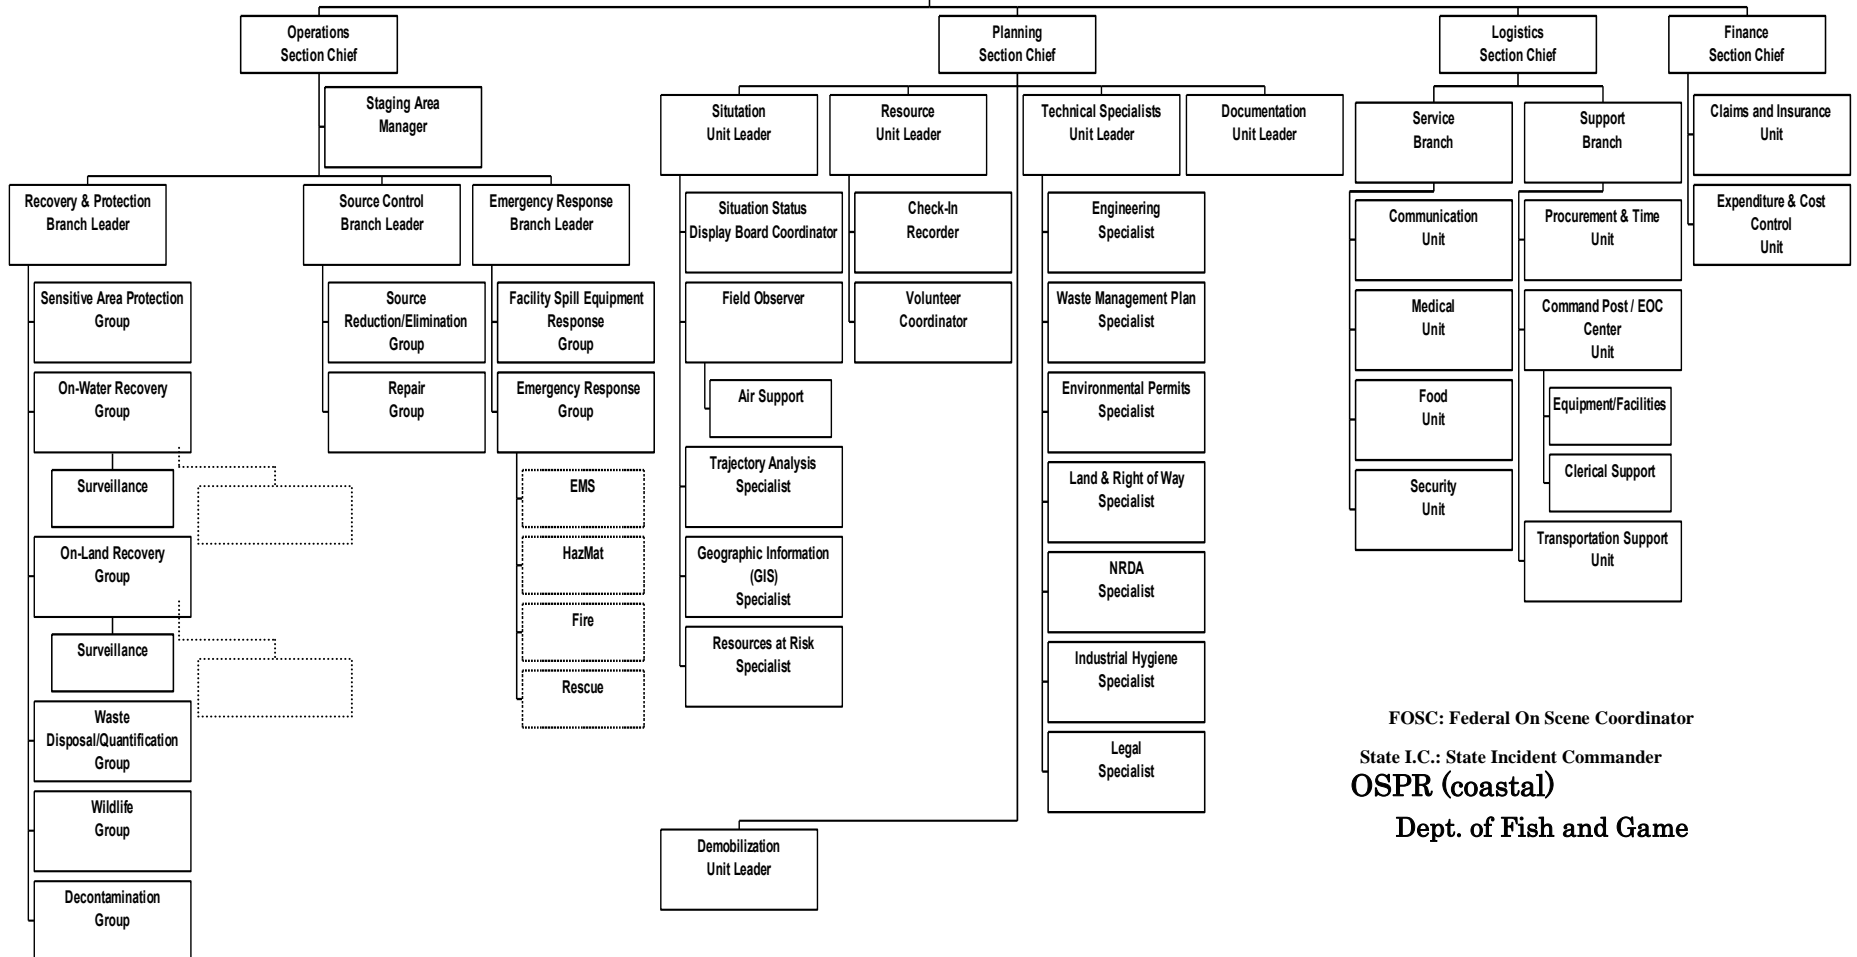 Operations
Section Chief
Planning
Section Chief
Logistics
Section Chief
Finance
Section Chief
Staging Area
Manager
Recovery & Protection
Branch Leader
Source Control
Branch Leader
Emergency Response
Branch Leader
Sensitive Area Protection
Group
On-Water Recovery
Group
Surveillance
On-Land Recovery
Group
Surveillance
Waste
Disposal/Quantification
Group
Wildlife
Group
Decontamination
Group
Source
Reduction/Elimination
Group
Repair
Group
Facility Spill Equipment
Response
Group
Emergency Response
Group
EMS
HazMat
Fire
Rescue
Situtation
Unit Leader
Resource
Unit Leader
Technical Specialists
Unit Leader
Documentation
Unit Leader
Situation Status
Display Board Coordinator
Field Observer
Air Support
Trajectory Analysis
Specialist
Geographic Information
(GIS)
Specialist
Resources at Risk
Specialist
Check-In
Recorder
Volunteer
Coordinator
Engineering
Specialist
Waste Management Plan
Specialist
Environmental Permits
Specialist
Land & Right of Way
Specialist
NRDA
Specialist
Industrial Hygiene
Specialist
Legal
Specialist
Demobilization
Unit Leader
Service
Branch
Support
Branch
Communication
Unit
Medical
Unit
Food
Unit
Security
Unit
Procurement & Time
Unit
Command Post / EOC
Center
Unit
Equipment/Facilities
Clerical Support
Transportation Support
Unit
Claims and Insurance
Unit
Expenditure & Cost
Control
Unit
FOSC: Federal On Scene Coordinator
State I.C.: State Incident Commander
OSPR (coastal)
Dept. of Fish and Game